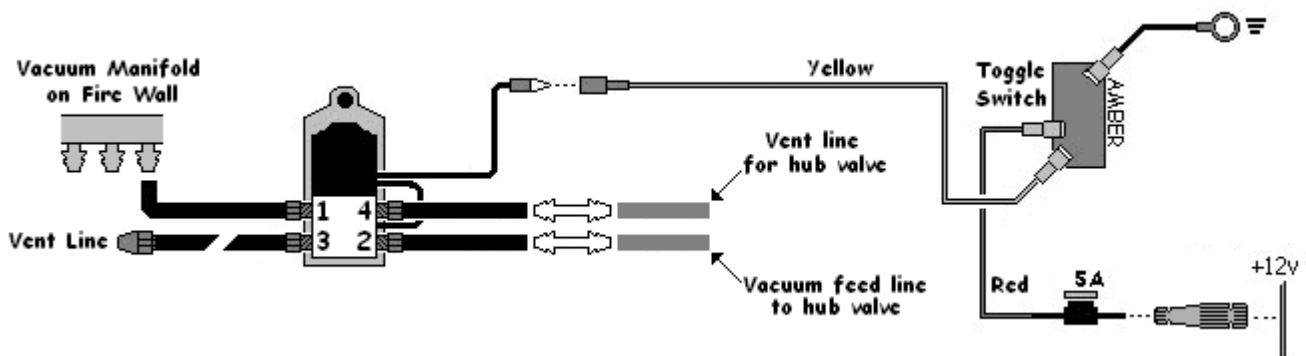 Vacuum Manifold
on Fire Wall
Yellow
Toggle
Switch
AMBER
Vent line
for hub valve
1 4
3 2
Vent Line
Vacuum feed line
to hub valve
Red
5A
+12v